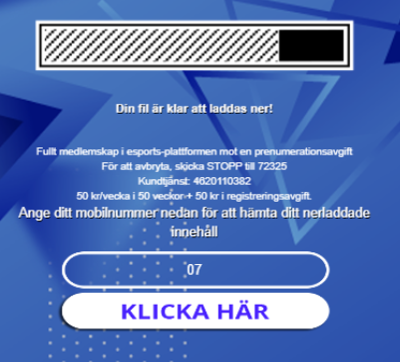 Din fil är klar att laddas ner!
Fullt medlemskap i esports-plattformen mot en prenumerationsavgift
För att avbryta, skicka STOPP till 72325
Kundtjänst: 4620110382
50 kr/vecka i 50 veckor + 50 kr i registreringsavgift.
Ange ditt mobilnummer nedan för att hämta ditt nerladdade
innehåll
07
KLICKA HÄR